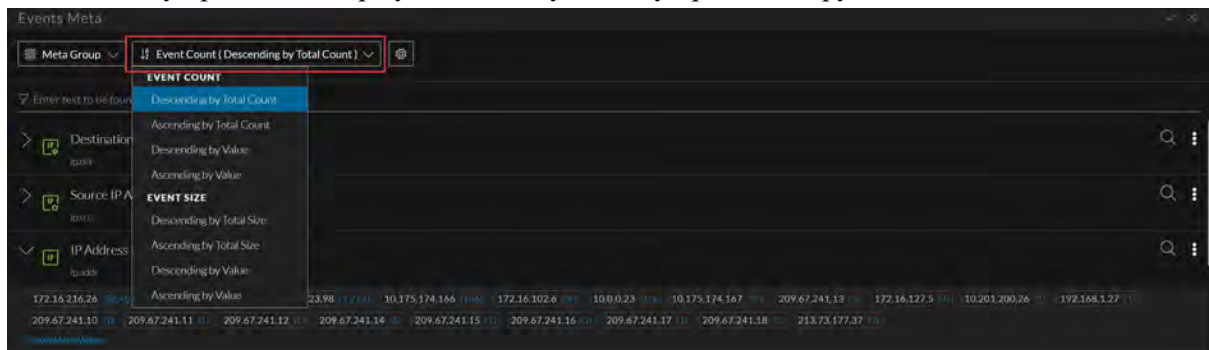 Events Meta
Meta Group
Event Count ( Descending by Total Count )
EVENT COUNT
Enter text to be foun
Descending by Total Count
Ascending by Total Count
Destination
Descending by Value
Ascending by Value
Source IP A
EVENT SIZE
Descending by Total Size
IP Address
Ascending by Total Size
Descending by Value
Ascending by Value
172.16.216.26 23.98 10.175.174.166 172.16.102.6 10.0.0.23 10.175.174.167 209.67.241.13 172.16.127.5 10.201.200.26 192.168.1.27
209.67.241.10 209.67.241.11 209.67.241.12 209.67.241.14 209.67.241.15 209.67.241.16 209.67.241.17 209.67.241.18 213.73.177.37